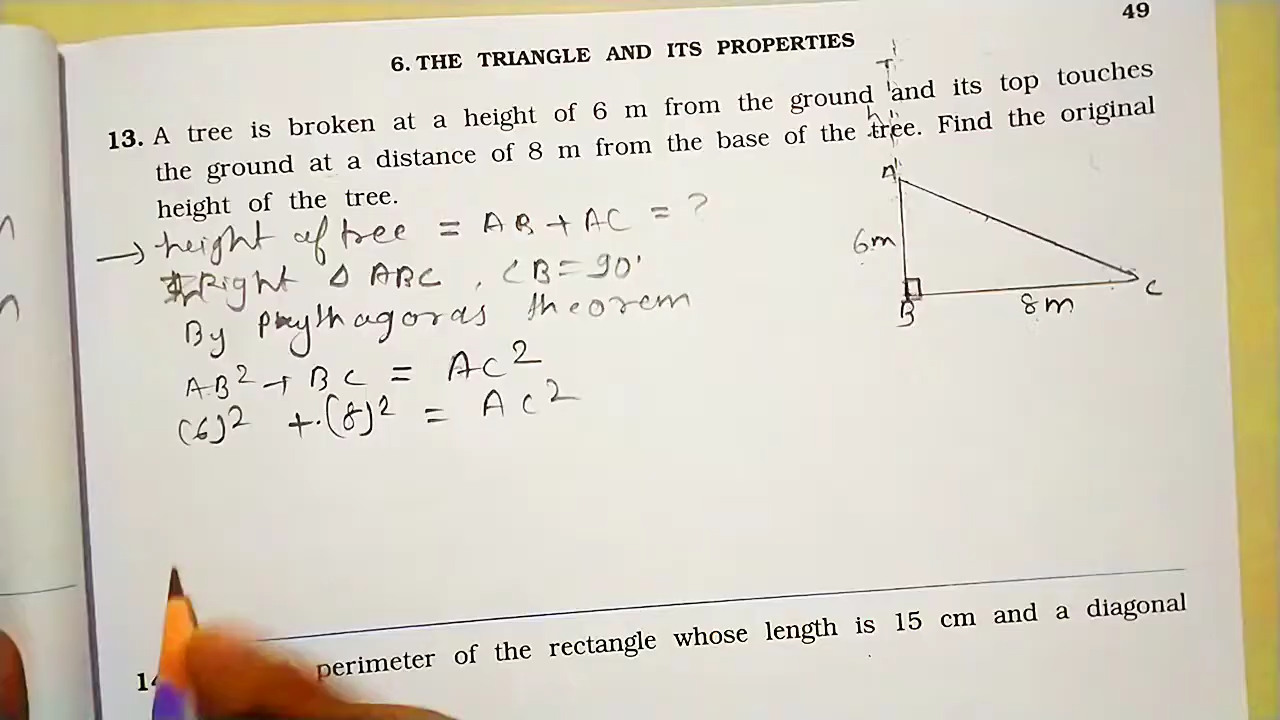 49
6. THE TRIANGLE AND ITS PROPERTIES
13. A tree is broken at a height of 6 m from the ground and its top touches
the ground at a distance of 8 m from the base of the tree. Find the original
height of the tree.
→ height of tree = AB + AC = ?
Right △ ABC , ∠B = 90°
By Phythagoras theorem
AB² + BC = AC²
(6)² + (8)² = AC²
A
6m
B
8m
C
perimeter of the rectangle whose length is 15 cm and a diagonal